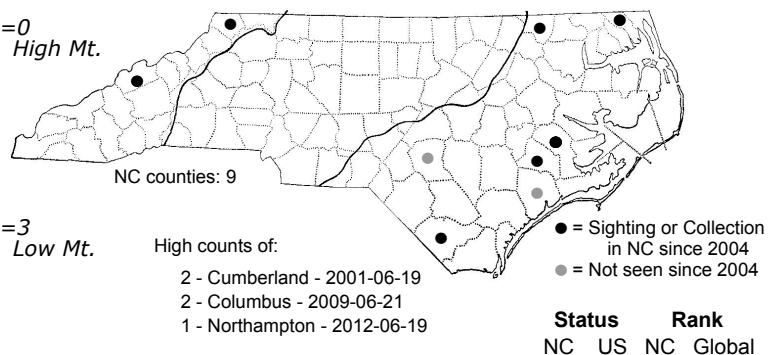 =0
High Mt.
NC counties: 9
=3
Low Mt.
High counts of:
2 - Cumberland - 2001-06-19
2 - Columbus - 2009-06-21
1 - Northampton - 2012-06-19
= Sighting or Collection
in NC since 2004
= Not seen since 2004
Status Rank
NC US NC Global